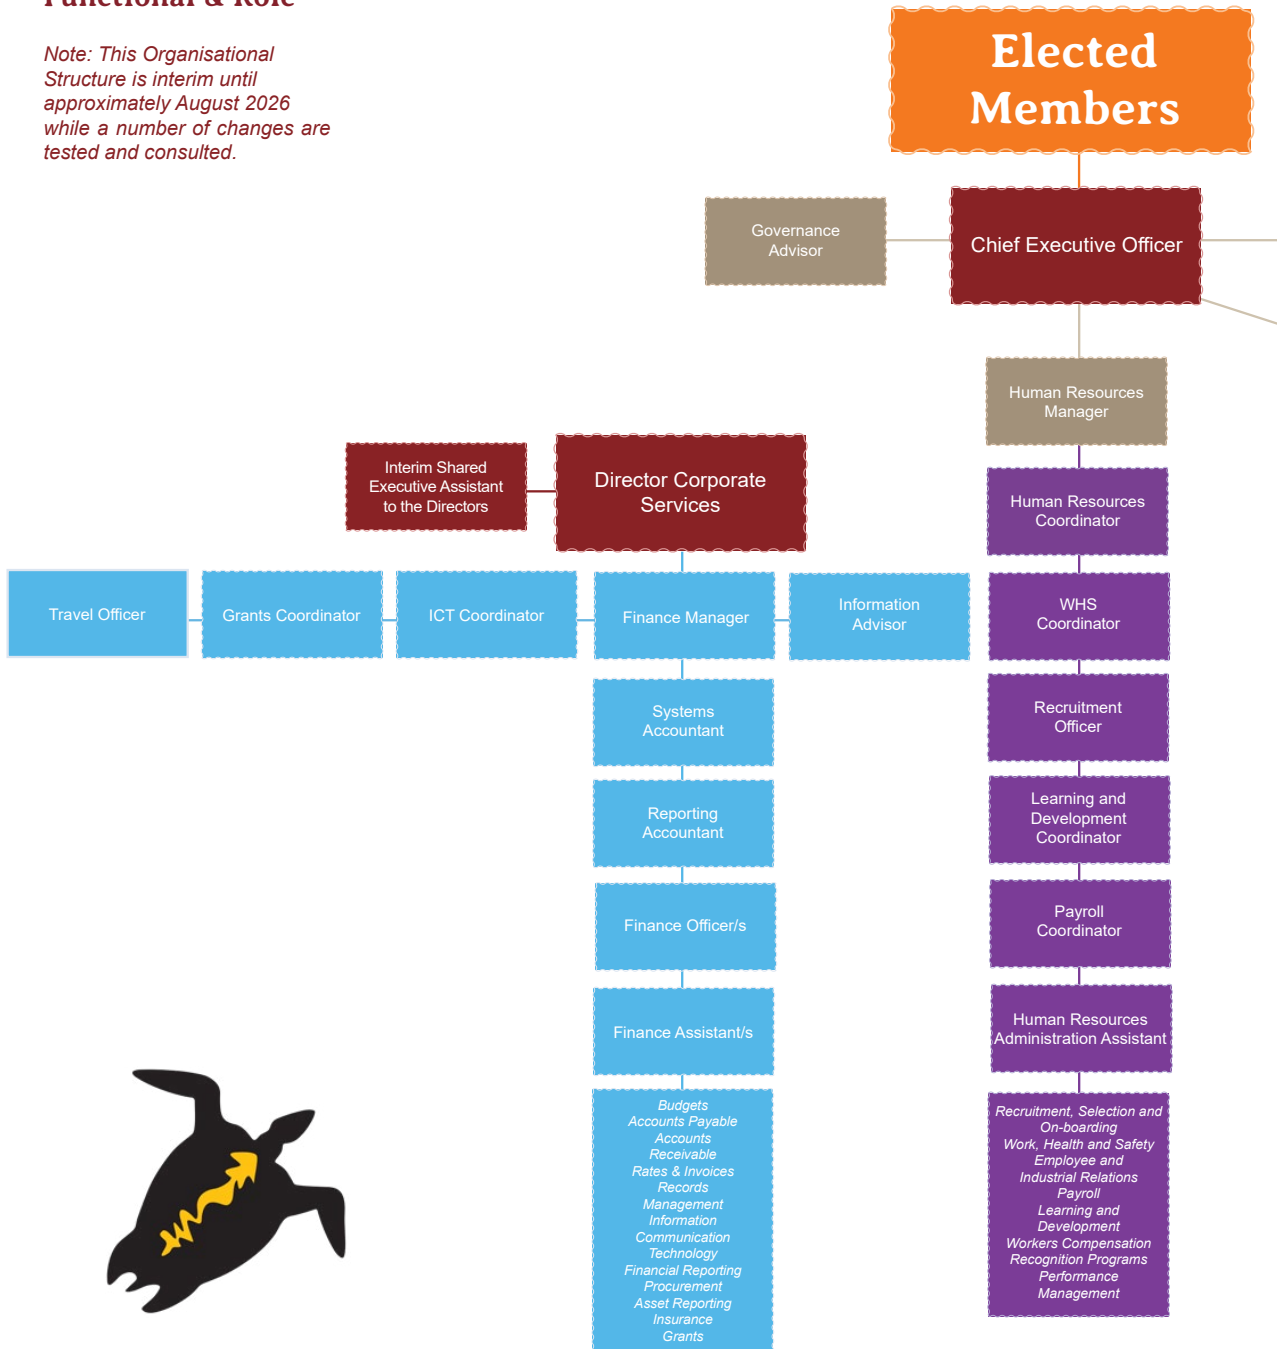 Functional & Role
Note: This Organisational
Structure is interim until
approximately August 2026
while a number of changes are
tested and consulted.
Elected
Members
Governance
Advisor
Chief Executive Officer
Human Resources
Manager
Interim Shared
Executive Assistant
to the Directors
Director Corporate
Services
Human Resources
Coordinator
Travel Officer
Grants Coordinator
ICT Coordinator
Finance Manager
Information
Advisor
WHS
Coordinator
Systems
Accountant
Recruitment
Officer
Reporting
Accountant
Learning and
Development
Coordinator
Finance Officer/s
Payroll
Coordinator
Finance Assistant/s
Human Resources
Administration Assistant
Budgets
Accounts Payable
Accounts
Receivable
Rates & Invoices
Records
Management
Information
Communication
Technology
Financial Reporting
Procurement
Asset Reporting
Insurance
Grants
Recruitment, Selection and
On-boarding
Work, Health and Safety
Employee and
Industrial Relations
Payroll
Learning and
Development
Workers Compensation
Recognition Programs
Performance
Management